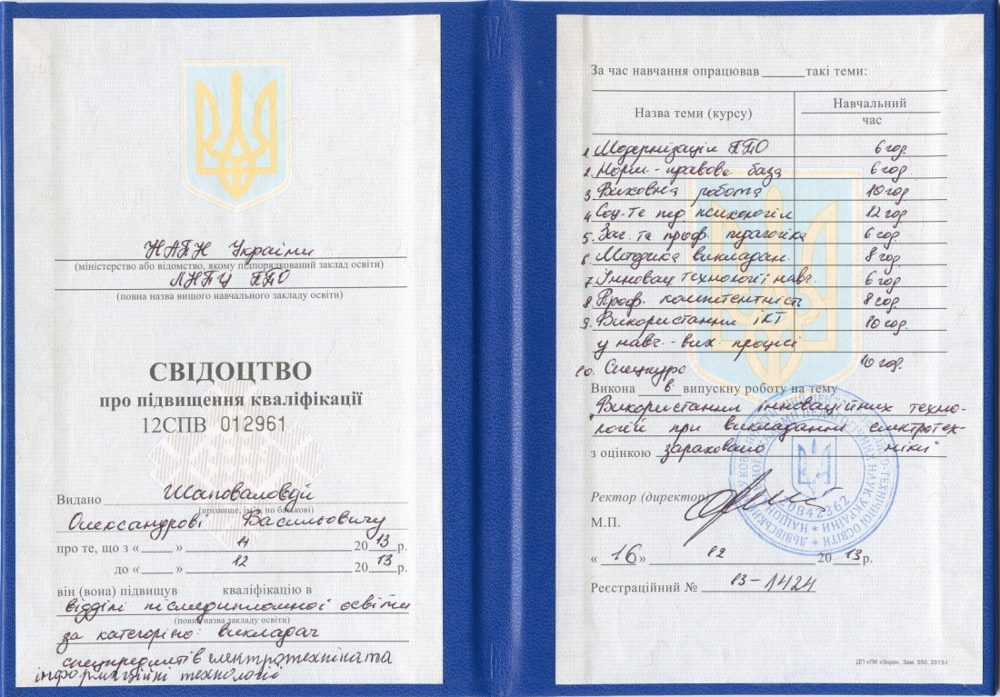 НАПН України
(міністерство або відомство, якому підпорядкований заклад освіти)
ЛНПЦ ПТО
(повна назва вищого навчального закладу освіти)
СВІДОЦТВО
про підвищення кваліфікації
12СПВ 012961
Видано Шаповаловую
(прізвище, ім'я, по батькові)
Олександрові Васильовичу
про те, що з «____» 11 2013 р.
до «____» 12 2013 р.
він (вона) підвищув кваліфікацію в
відділі післядипломної освіти
(повна назва закладу освіти)
за категорією: викладач
спецпредметів електротехніка та
інформаційні технології
За час навчання опрацював ______ такі теми:
Назва теми (курсу) Навчальний
час
1. Модернізація ПТО 6 год.
2. Норм.-правове база 6 год
3. Виховна робота 10 год
4. Соц. та пед. психологія 12 год
5. Заг. та проф. педагогіка 6 год
6. Методика викладан. 8 год
7. Інновац технології навч. 6 год
8. Проф. компетентність 8 год
9. Використання ІКТ 10 год.
у навч.-вих. процесі
10. Спецкурс 10 год.
Викона в випускну роботу на тему
"Використання інноваційних техно-
логій при викладанні електротех-
з оцінкою зараховано ніки"
Ректор (директор)
М.П.
« 16 » 12 2013 р.
Реєстраційний № 13-1424
ДП «ПК «Зоря», Зам. 550. 2013-І